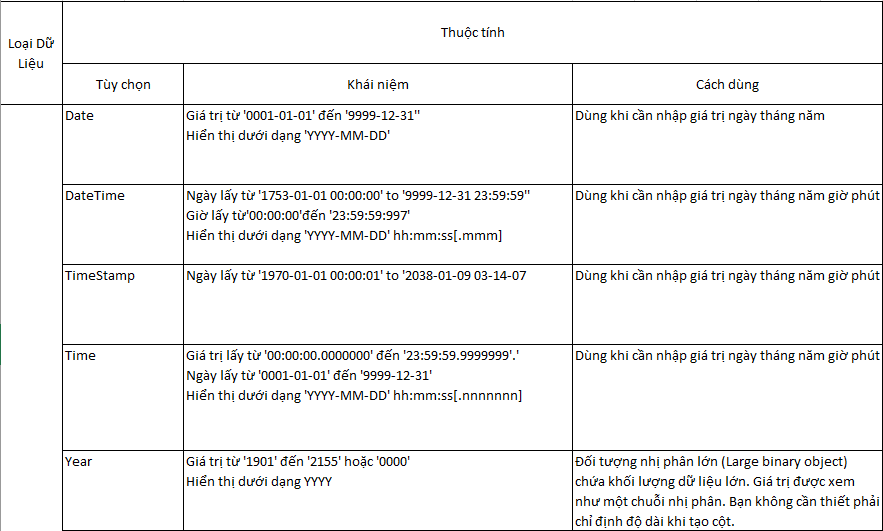 Loại Dữ
Liệu
Thuộc tính
Tùy chọn
Khái niệm
Cách dùng
Date
Giá trị từ '0001-01-01' đến '9999-12-31''
Hiển thị dưới dạng 'YYYY-MM-DD'
Dùng khi cần nhập giá trị ngày tháng năm
DateTime
Ngày lấy từ '1753-01-01 00:00:00' to '9999-12-31 23:59:59''
Giờ lấy từ'00:00:00'đến '23:59:59:997'
Hiển thị dưới dạng 'YYYY-MM-DD' hh:mm:ss[.mmm]
Dùng khi cần nhập giá trị ngày tháng năm giờ phút
TimeStamp
Ngày lấy từ '1970-01-01 00:00:01' to '2038-01-09 03-14-07
Dùng khi cần nhập giá trị ngày tháng năm giờ phút
Time
Giá trị lấy từ '00:00:00.0000000' đến '23:59:59.9999999'.'
Ngày lấy từ '0001-01-01' đến '9999-12-31'
Hiển thị dưới dạng 'YYYY-MM-DD' hh:mm:ss[.nnnnnnn]
Dùng khi cần nhập giá trị ngày tháng năm giờ phút
Year
Giá trị từ '1901' đến '2155' hoặc '0000'
Hiển thị dưới dạng YYYY
Đối tượng nhị phân lớn (Large binary object)
chứa khối lượng dữ liệu lớn. Giá trị được xem
như một chuỗi nhị phân. Bạn không cần thiết phải
chỉ định độ dài khi tạo cột.